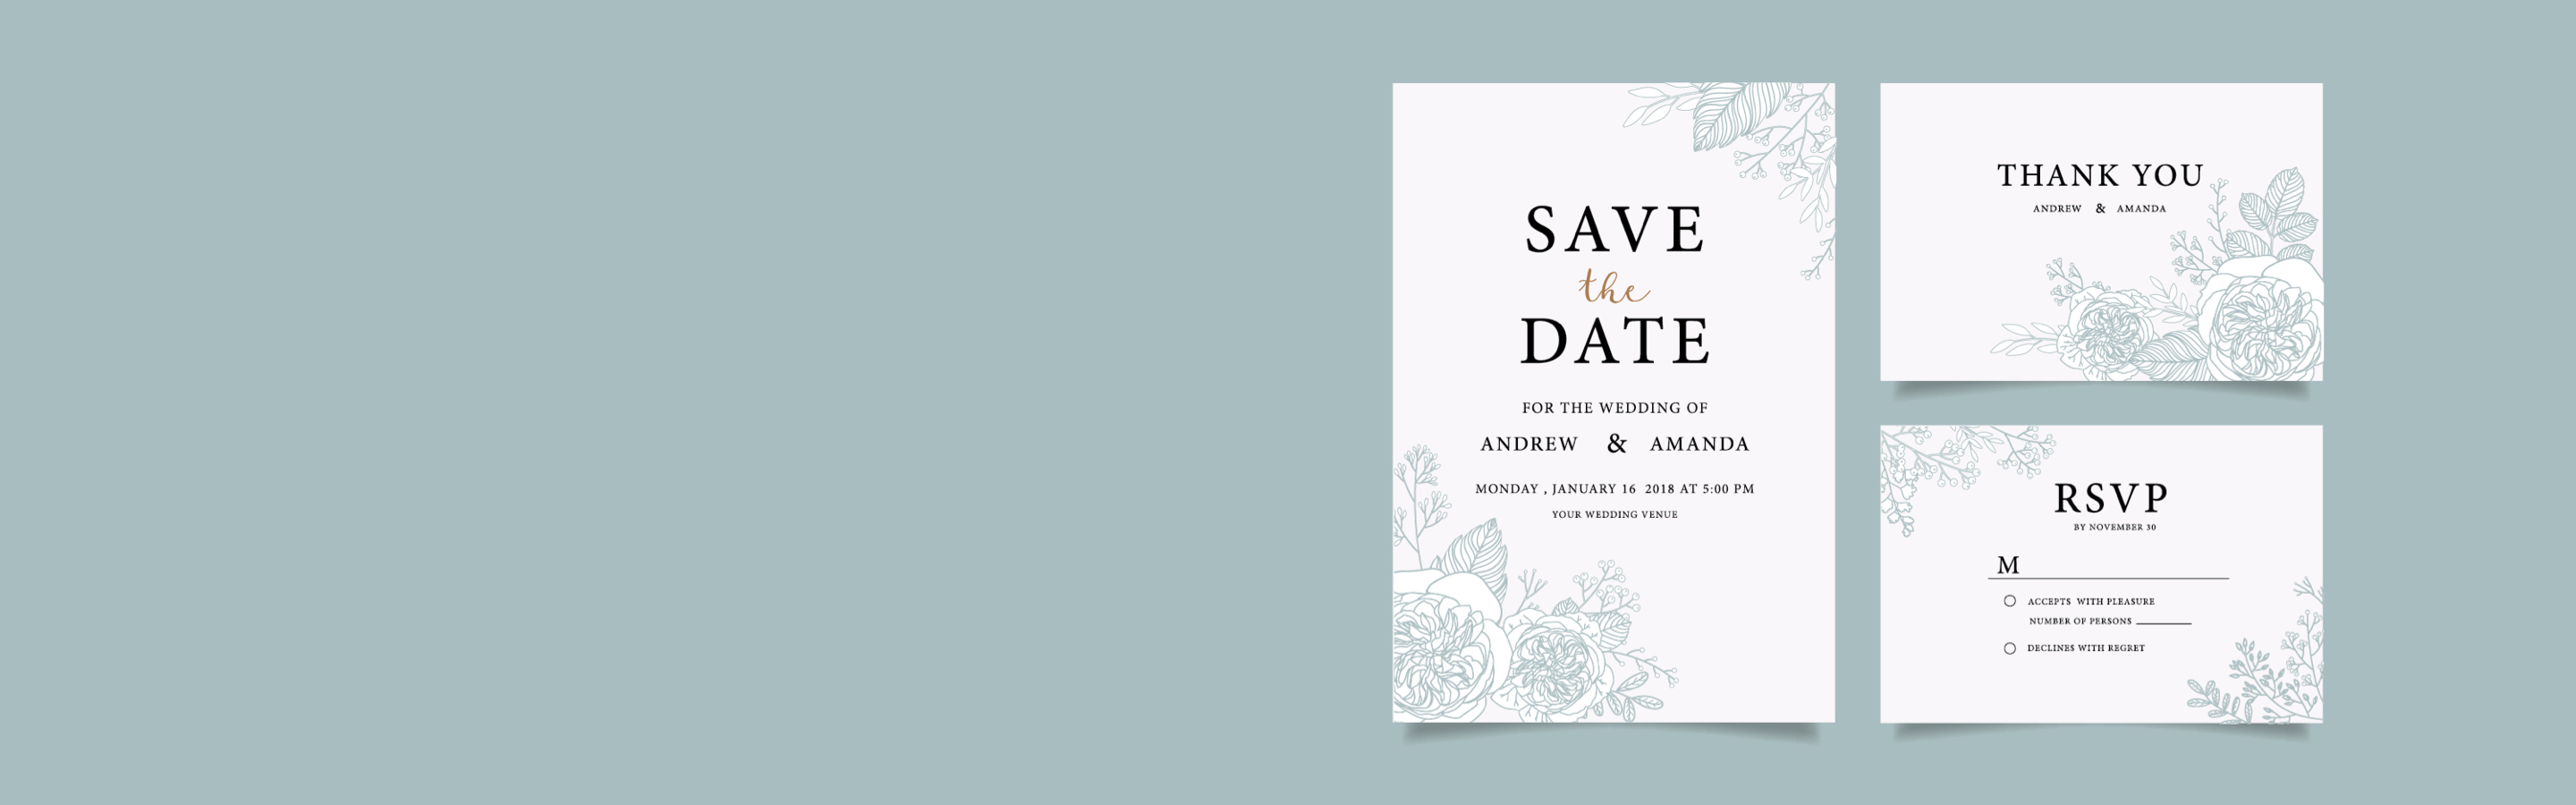 SAVE
the
DATE
FOR THE WEDDING OF
ANDREW & AMANDA
MONDAY , JANUARY 16 2018 AT 5:00 PM
YOUR WEDDING VENUE
THANK YOU
ANDREW & AMANDA
RSVP
BY NOVEMBER 30
M
ACCEPTS WITH PLEASURE
NUMBER OF PERSONS
DECLINES WITH REGRET